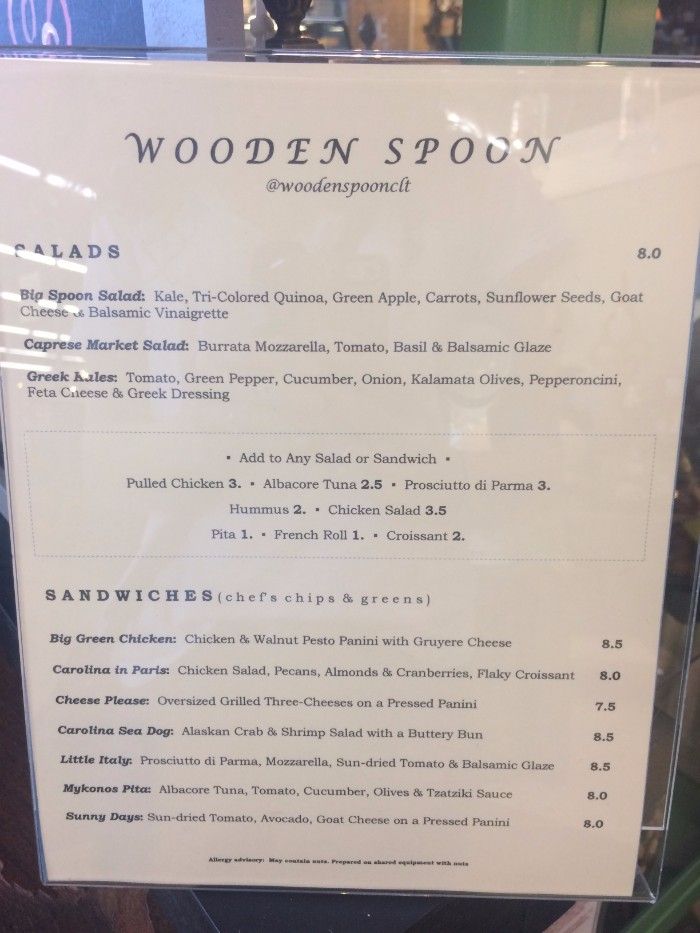 WOODEN SPOON
@woodenspoonclt
SALADS 8.0
Big Spoon Salad: Kale, Tri-Colored Quinoa, Green Apple, Carrots, Sunflower Seeds, Goat
Cheese & Balsamic Vinaigrette
Caprese Market Salad: Burrata Mozzarella, Tomato, Basil & Balsamic Glaze
Greek Isles: Tomato, Green Pepper, Cucumber, Onion, Kalamata Olives, Pepperoncini,
Feta Cheese & Greek Dressing
▪ Add to Any Salad or Sandwich ▪
Pulled Chicken 3. ▪ Albacore Tuna 2.5 ▪ Prosciutto di Parma 3.
Hummus 2. ▪ Chicken Salad 3.5
Pita 1. ▪ French Roll 1. ▪ Croissant 2.
SANDWICHES (chef's chips & greens)
Big Green Chicken: Chicken & Walnut Pesto Panini with Gruyere Cheese 8.5
Carolina in Paris: Chicken Salad, Pecans, Almonds & Cranberries, Flaky Croissant 8.0
Cheese Please: Oversized Grilled Three-Cheeses on a Pressed Panini 7.5
Carolina Sea Dog: Alaskan Crab & Shrimp Salad with a Buttery Bun 8.5
Little Italy: Prosciutto di Parma, Mozzarella, Sun-dried Tomato & Balsamic Glaze 8.5
Mykonos Pita: Albacore Tuna, Tomato, Cucumber, Olives & Tzatziki Sauce 8.0
Sunny Days: Sun-dried Tomato, Avocado, Goat Cheese on a Pressed Panini 8.0
Allergy advisory: May contain nuts. Prepared on shared equipment with nuts